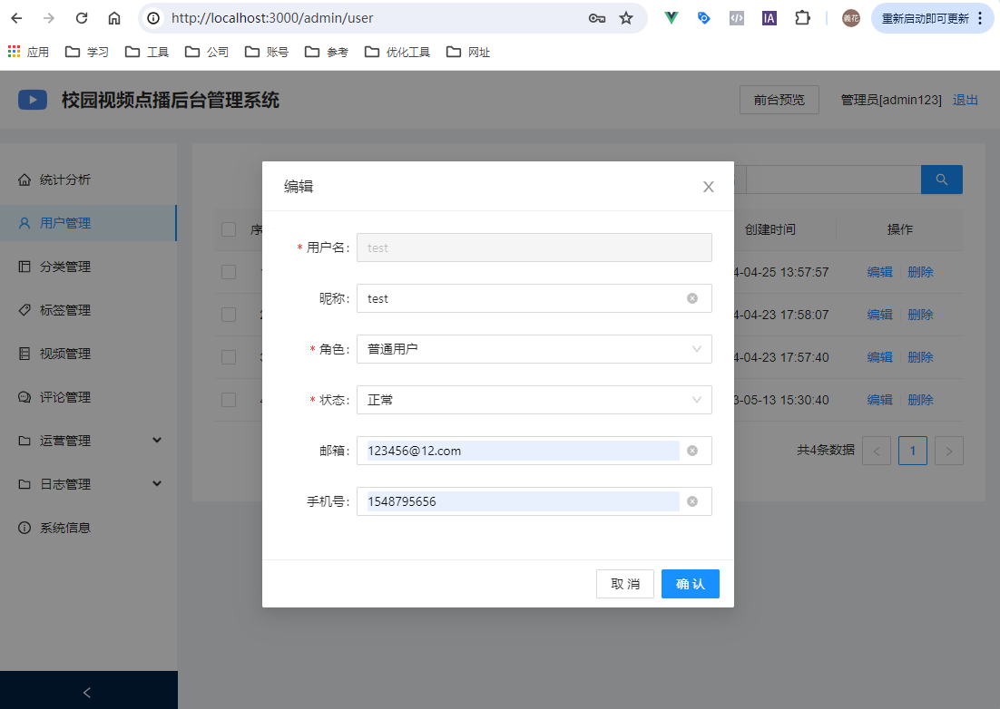 http://localhost:3000/admin/user
IA
義花
重新启动即可更新
应用 学习 工具 公司 账号 参考 优化工具 网址
校园视频点播后台管理系统 前台预览 管理员[admin123] 退出
统计分析
用户管理
分类管理
标签管理
视频管理
评论管理
运营管理
日志管理
系统信息
序 创建时间 操作
4-04-25 13:57:57 编辑 删除
4-04-23 17:58:07 编辑 删除
4-04-23 17:57:40 编辑 删除
3-05-13 15:30:40 编辑 删除
共4条数据 < 1 >
编辑
* 用户名: test
昵称: test
* 角色: 普通用户
* 状态: 正常
邮箱: 123456@12.com
手机号: 1548795656
取 消 确 认